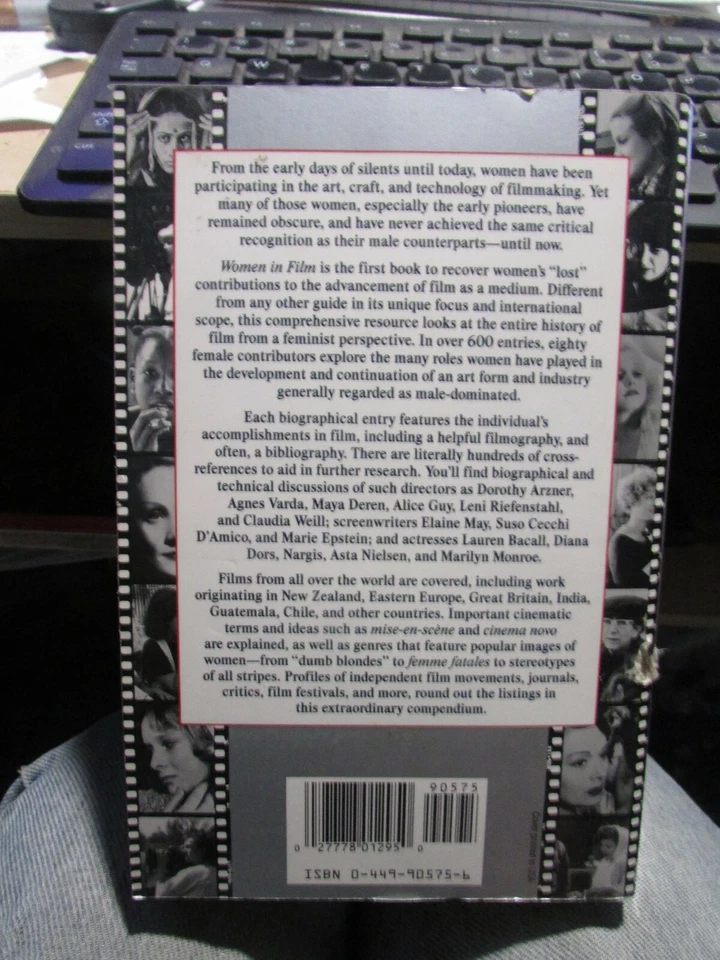 Q W
shift
Ctrl
From the early days of silents until today, women have been
participating in the art, craft, and technology of filmmaking. Yet
many of those women, especially the early pioneers, have
remained obscure, and have never achieved the same critical
recognition as their male counterparts—until now.
Women in Film is the first book to recover women's "lost"
contributions to the advancement of film as a medium. Different
from any other guide in its unique focus and international
scope, this comprehensive resource looks at the entire history of
film from a feminist perspective. In over 600 entries, eighty
female contributors explore the many roles women have played in
the development and continuation of an art form and industry
generally regarded as male-dominated.
Each biographical entry features the individual's
accomplishments in film, including a helpful filmography, and
often, a bibliography. There are literally hundreds of cross-
references to aid in further research. You'll find biographical and
technical discussions of such directors as Dorothy Arzner,
Agnes Varda, Maya Deren, Alice Guy, Leni Riefenstahl,
and Claudia Weill; screenwriters Elaine May, Suso Cecchi
D'Amico, and Marie Epstein; and actresses Lauren Bacall, Diana
Dors, Nargis, Asta Nielsen, and Marilyn Monroe.
Films from all over the world are covered, including work
originating in New Zealand, Eastern Europe, Great Britain, India,
Guatemala, Chile, and other countries. Important cinematic
terms and ideas such as mise-en-scène and cinema novo
are explained, as well as genres that feature popular images of
women—from "dumb blondes" to femme fatales to stereotypes
of all stripes. Profiles of independent film movements, journals,
critics, film festivals, and more, round out the listings in
this extraordinary compendium.
90575
0 27778 01295 0
ISBN 0-449-90575-6